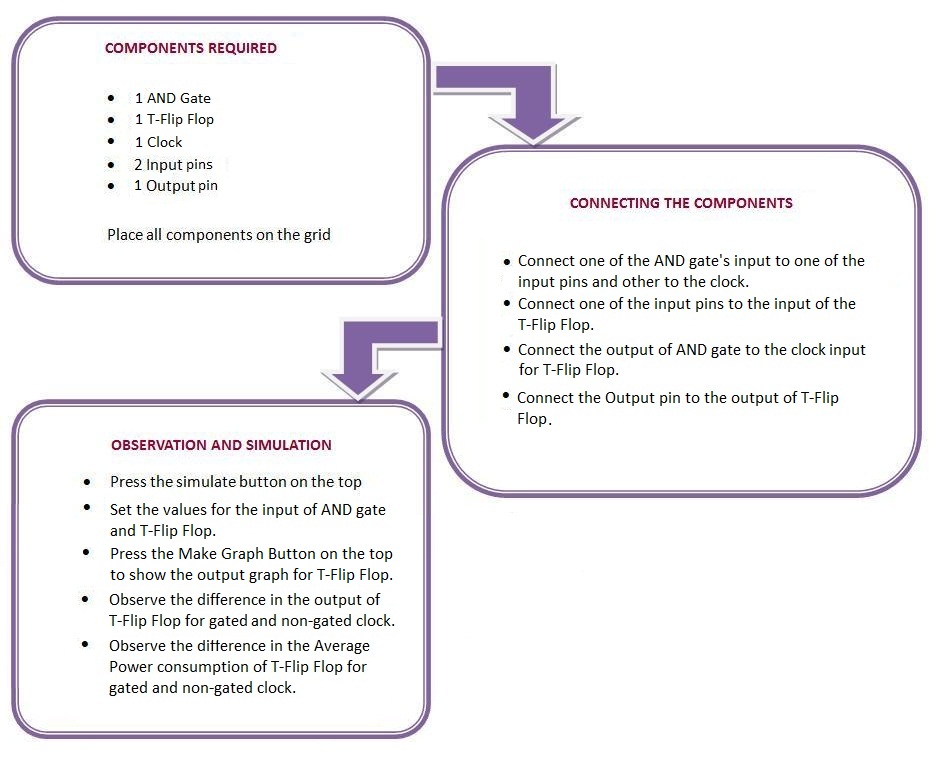 COMPONENTS REQUIRED
• 1 AND Gate
• 1 T-Flip Flop
• 1 Clock
• 2 Input pins
• 1 Output pin
Place all components on the grid
CONNECTING THE COMPONENTS
• Connect one of the AND gate's input to one of the
input pins and other to the clock.
• Connect one of the input pins to the input of the
T-Flip Flop.
• Connect the output of AND gate to the clock input
for T-Flip Flop.
• Connect the Output pin to the output of T-Flip
Flop.
OBSERVATION AND SIMULATION
• Press the simulate button on the top
• Set the values for the input of AND gate
and T-Flip Flop.
• Press the Make Graph Button on the top
to show the output graph for T-Flip Flop.
• Observe the difference in the output of
T-Flip Flop for gated and non-gated clock.
• Observe the difference in the Average
Power consumption of T-Flip Flop for
gated and non-gated clock.